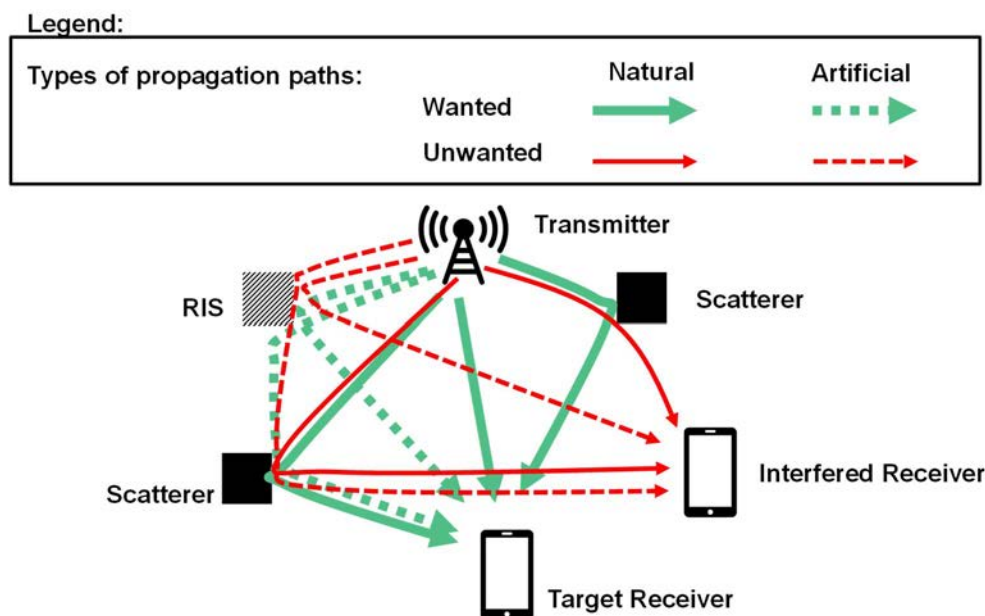 Legend:
Types of propagation paths:
Natural
Artificial
Wanted
Unwanted
Transmitter
RIS
Scatterer
Scatterer
Interfered Receiver
Target Receiver